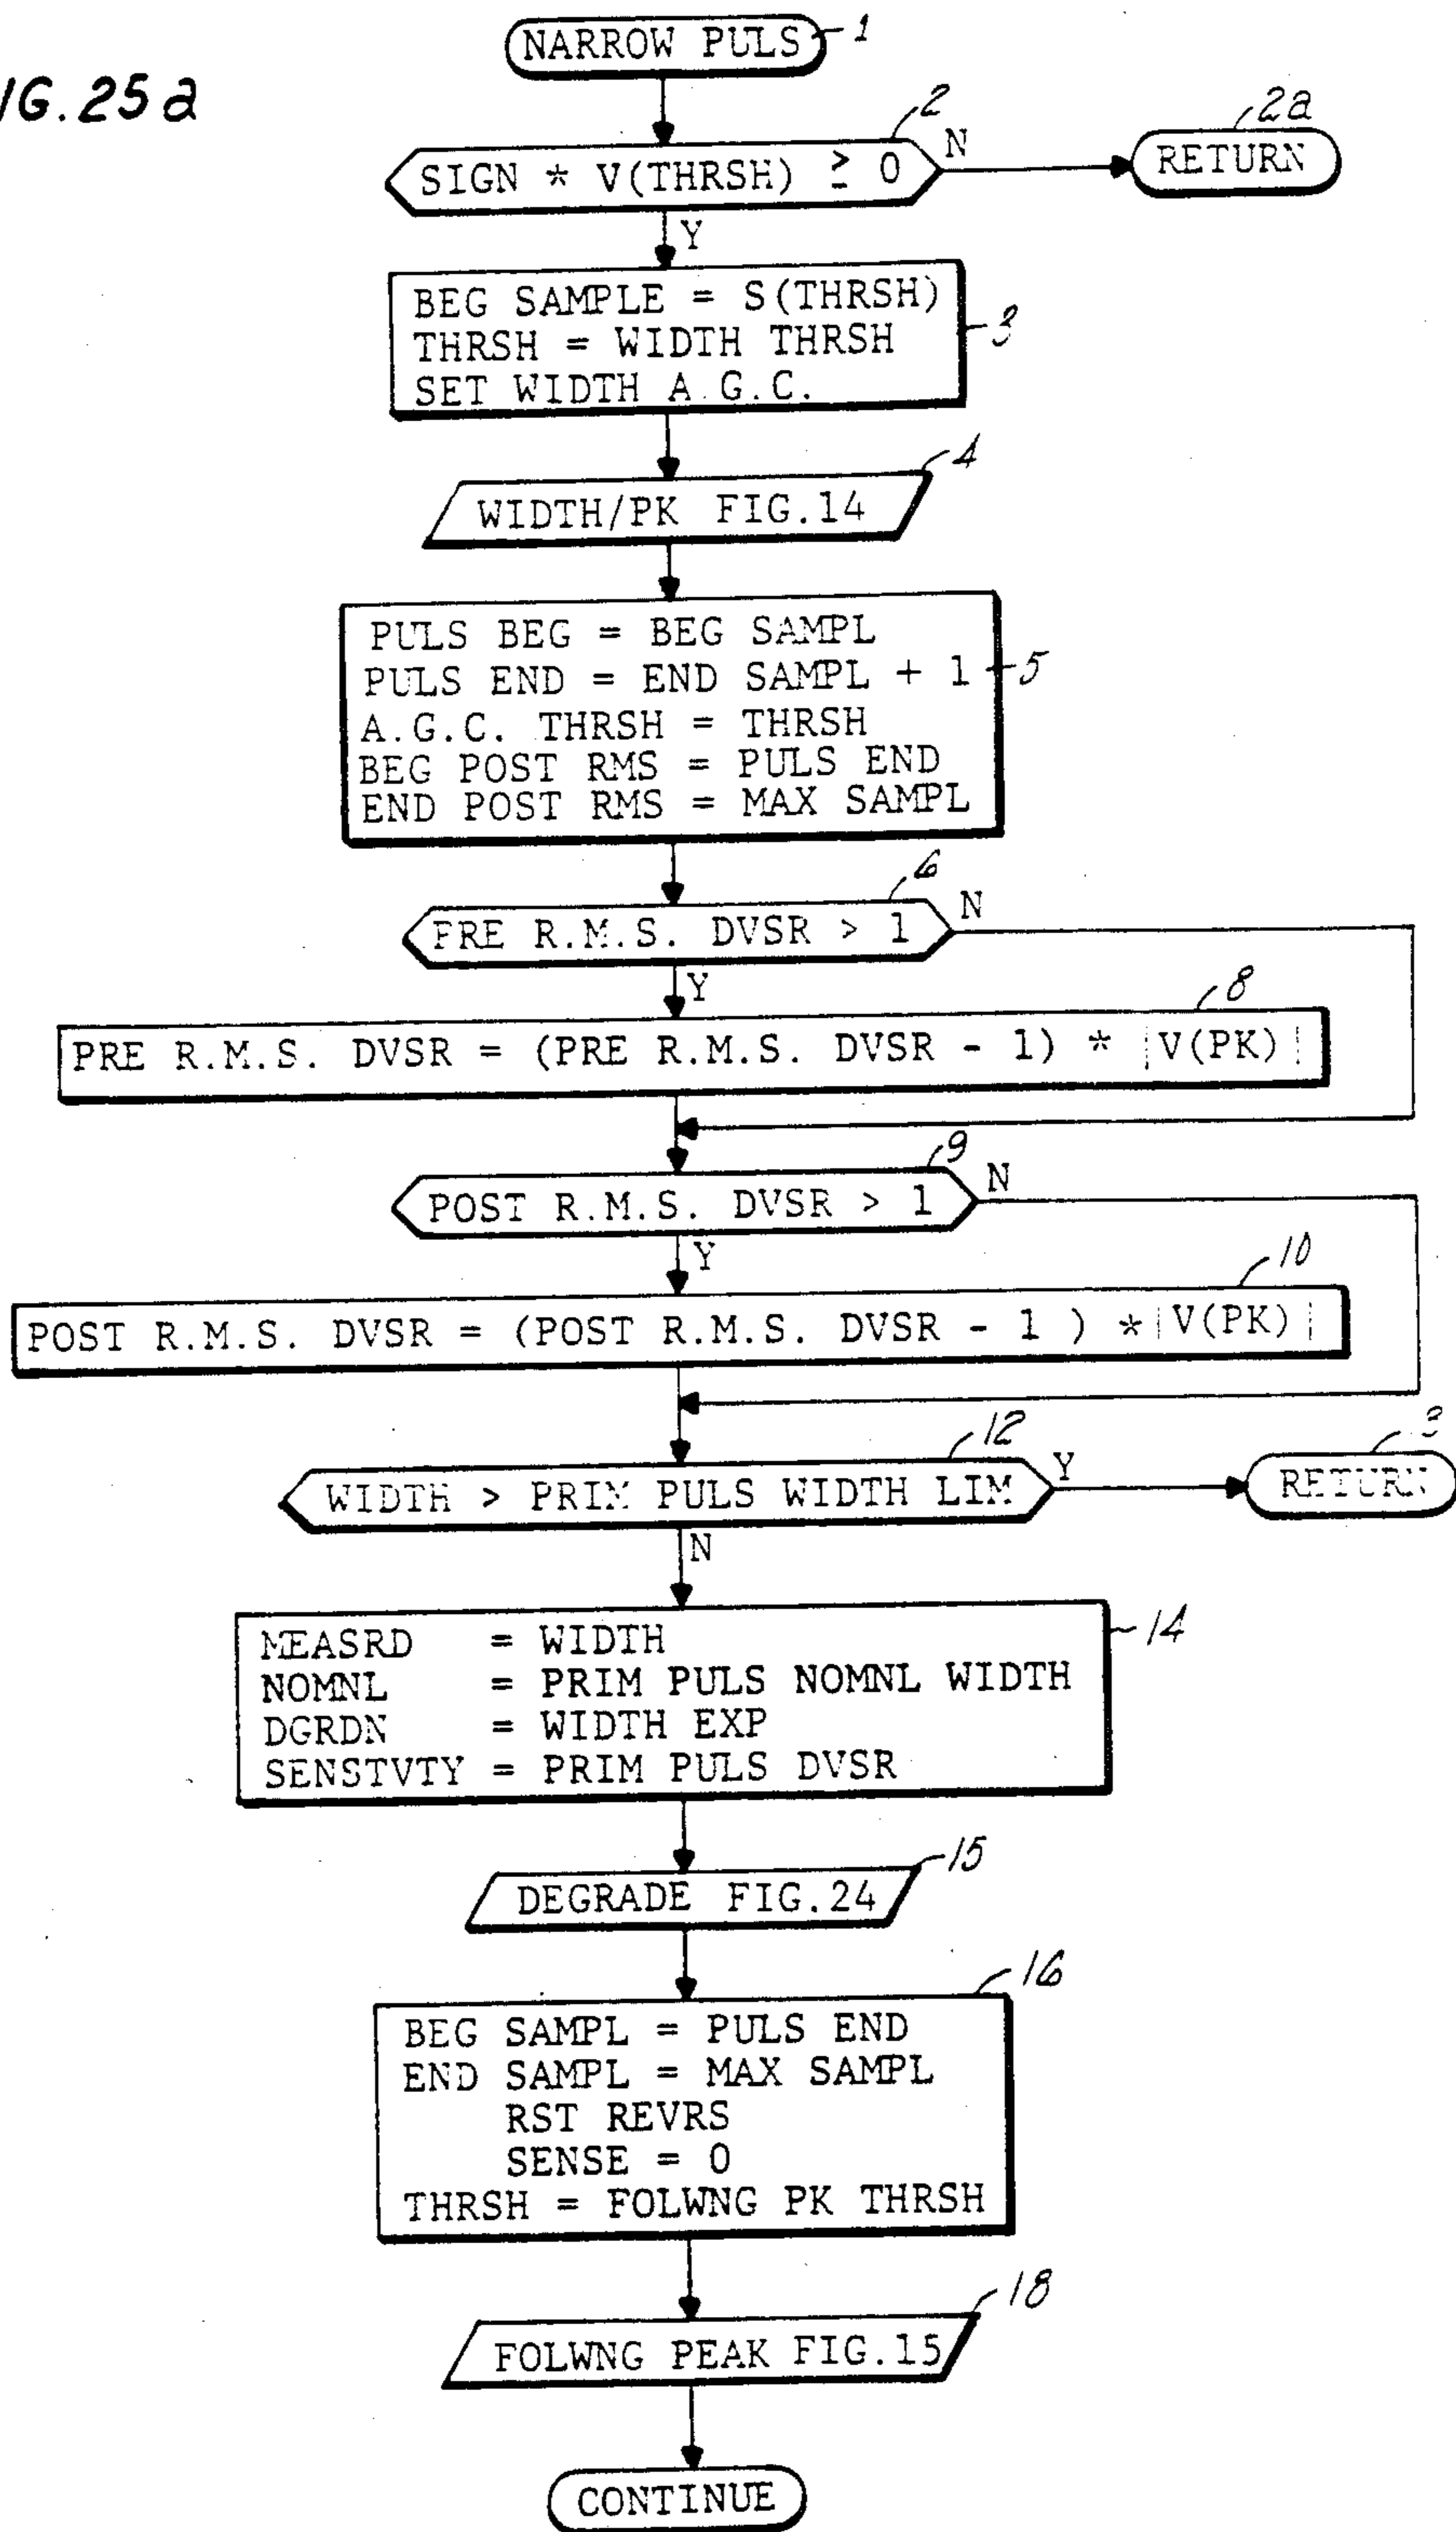 IG. 25a
NARROW PULS 1
2
SIGN * V(THRSH) ≥ 0 N
2a
RETURN
Y
BEG SAMPLE = S(THRSH)
THRSH = WIDTH THRSH
SET WIDTH A.G.C.
3
4
WIDTH/PK FIG.14
PULS BEG = BEG SAMPL
PULS END = END SAMPL + 1
A.G.C. THRSH = THRSH
BEG POST RMS = PULS END
END POST RMS = MAX SAMPL
5
6
PRE R.M.S. DVSR > 1 N
Y
8
PRE R.M.S. DVSR = (PRE R.M.S. DVSR - 1) * |V(PK)|
9
POST R.M.S. DVSR > 1 N
Y
10
POST R.M.S. DVSR = (POST R.M.S. DVSR - 1 ) * |V(PK)|
12
WIDTH > PRIM PULS WIDTH LIM Y
RETURN
N
MEASRD = WIDTH
NOMNL = PRIM PULS NOMNL WIDTH
DGRDN = WIDTH EXP
SENSTVTY = PRIM PULS DVSR
14
15
DEGRADE FIG.24
16
BEG SAMPL = PULS END
END SAMPL = MAX SAMPL
RST REVRS
SENSE = 0
THRSH = FOLWNG PK THRSH
18
FOLWNG PEAK FIG.15
CONTINUE